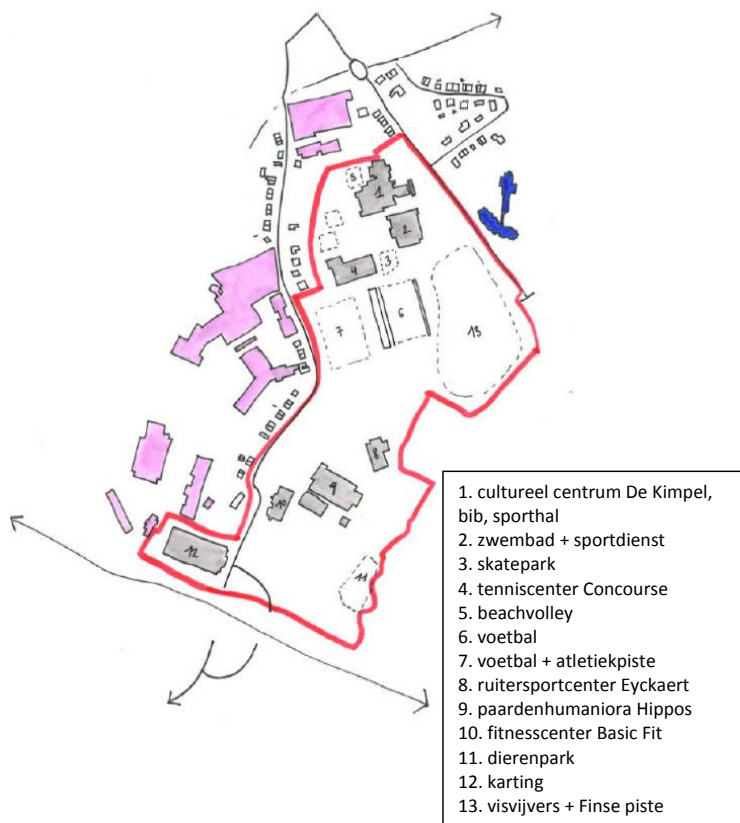 5
1
2
4
3
7
6
13
8
9
10
11
12
1. cultureel centrum De Kimpel,
bib, sporthal
2. zwembad + sportdienst
3. skatepark
4. tenniscenter Concourse
5. beachvolley
6. voetbal
7. voetbal + atletiekpiste
8. ruitersportcenter Eyckaert
9. paardenhumaniora Hippos
10. fitnesscenter Basic Fit
11. dierenpark
12. karting
13. visvijvers + Finse piste